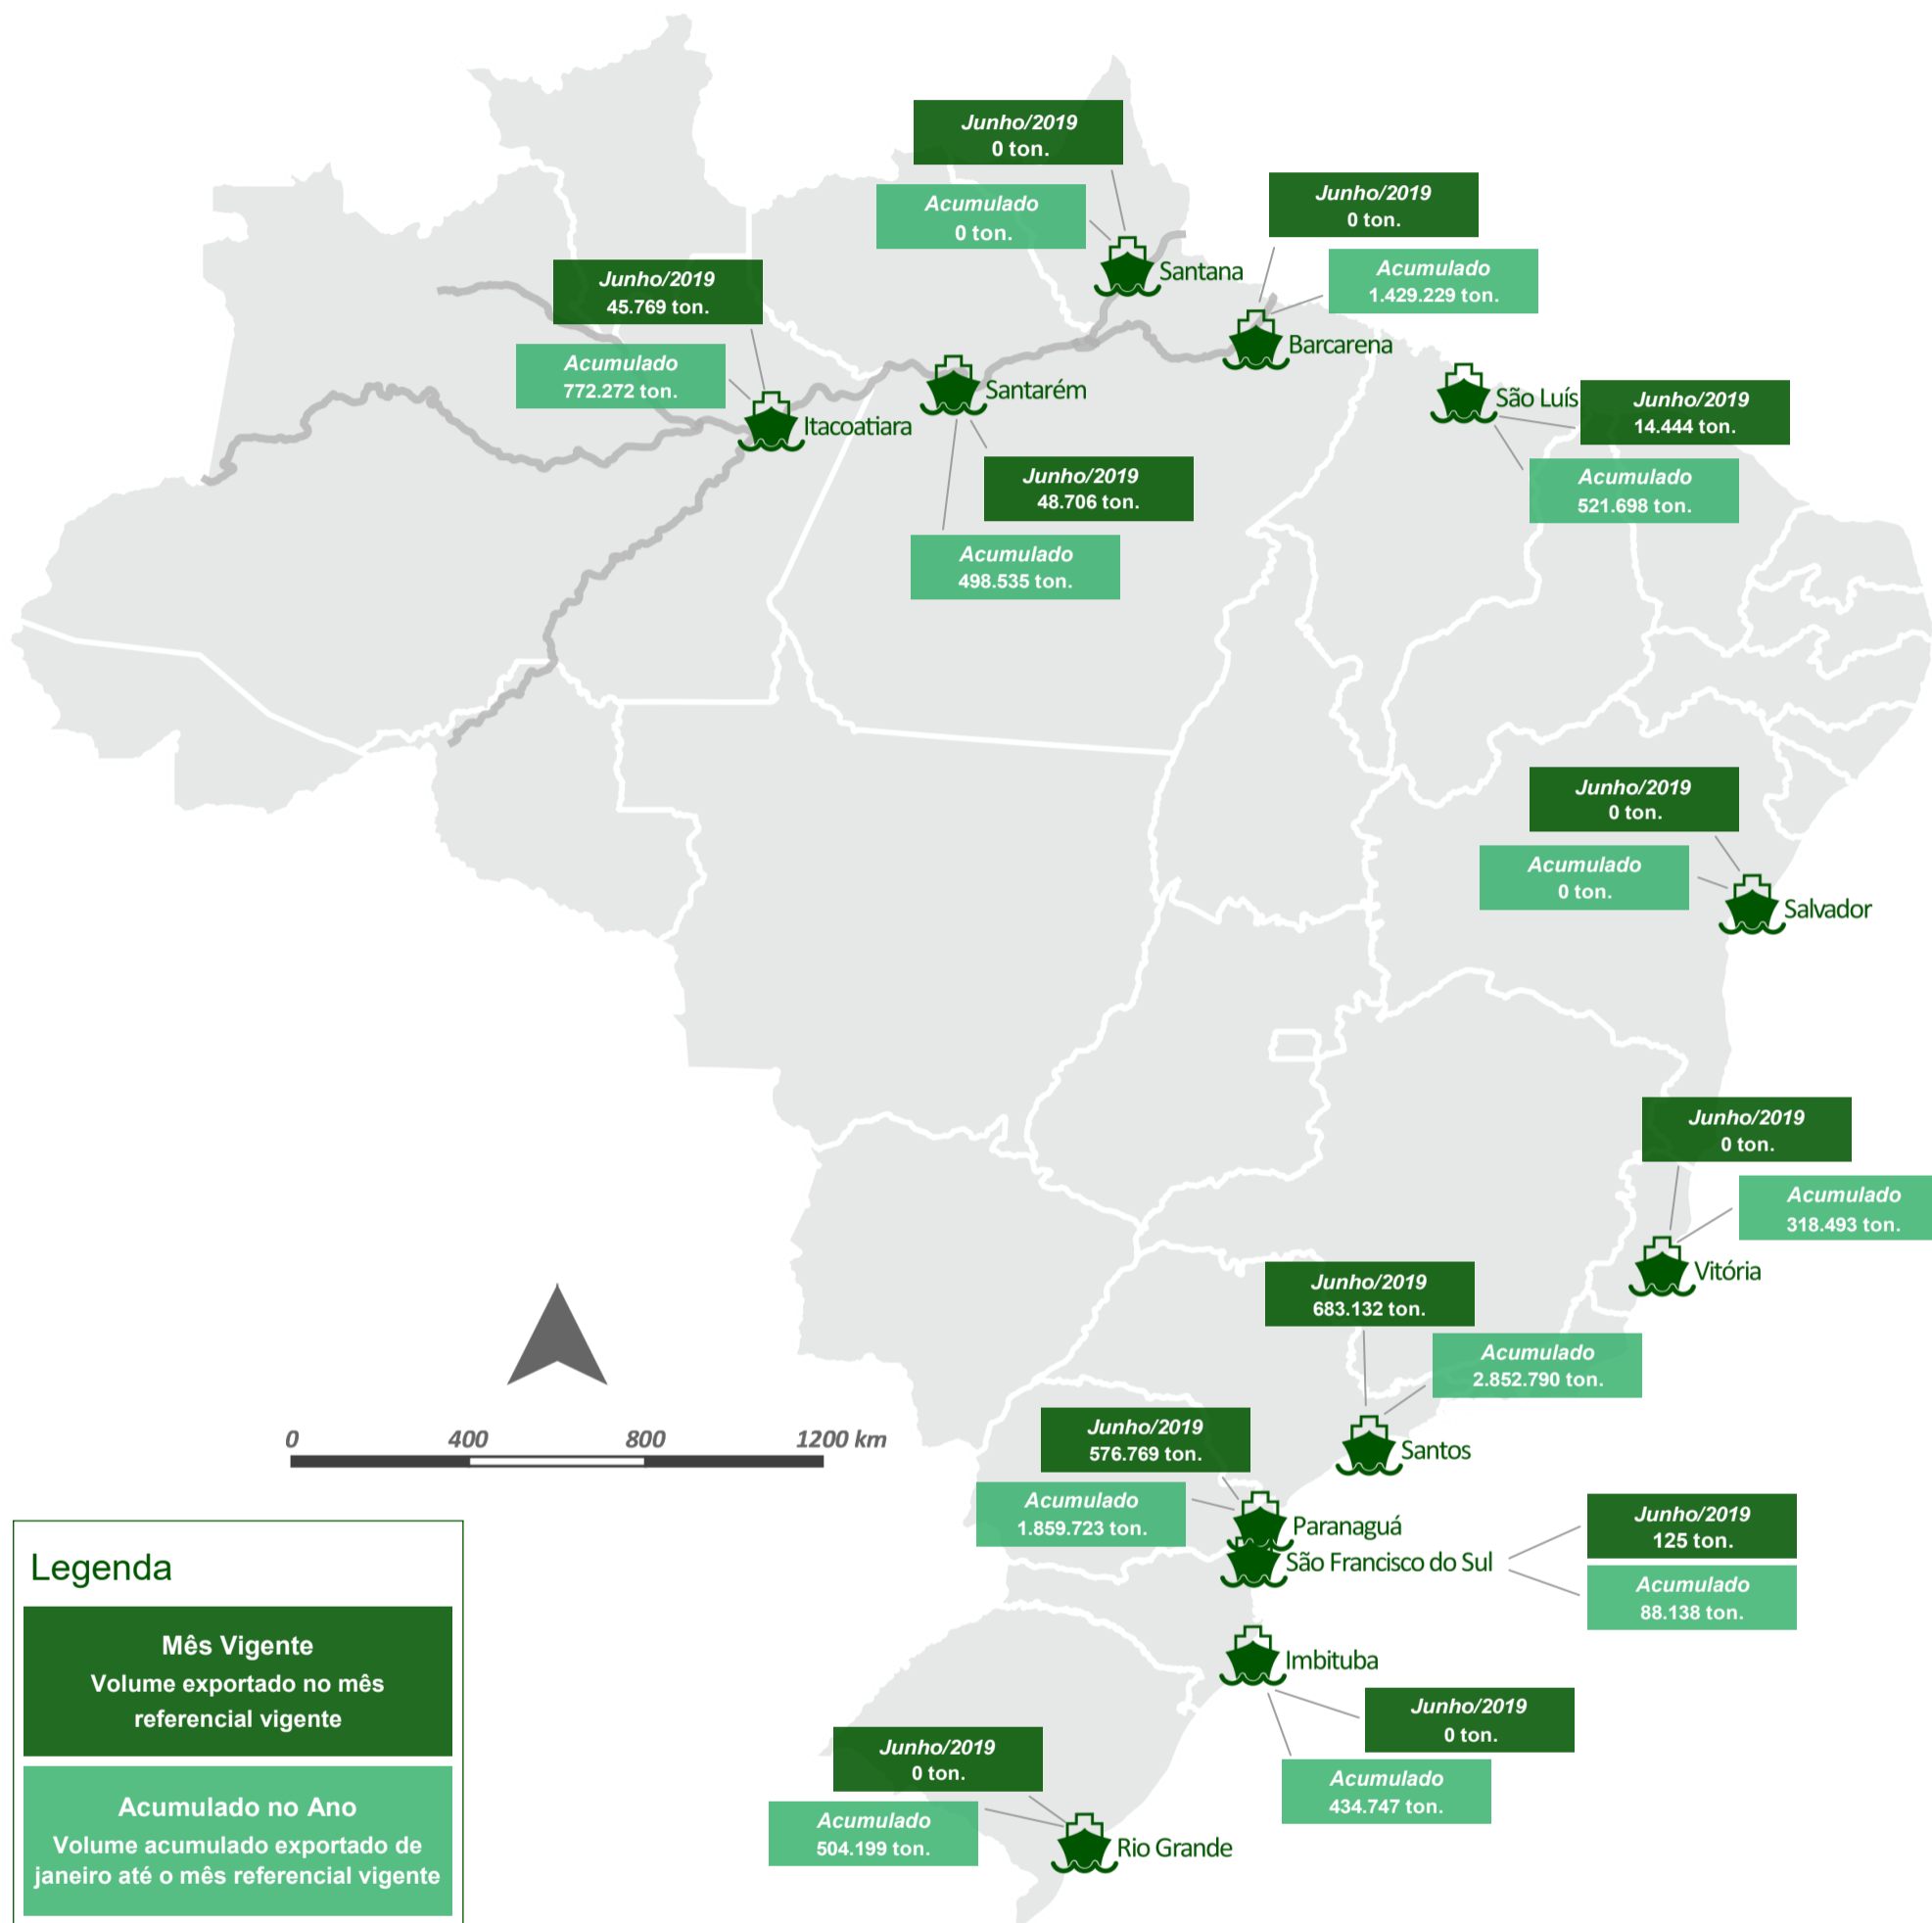 Junho/2019
0 ton.
Acumulado
0 ton.
Santana
Junho/2019
0 ton.
Acumulado
1.429.229 ton.
Barcarena
Junho/2019
45.769 ton.
Acumulado
772.272 ton.
Itacoatiara
Santarém
Junho/2019
48.706 ton.
Acumulado
498.535 ton.
São Luís
Junho/2019
14.444 ton.
Acumulado
521.698 ton.
Junho/2019
0 ton.
Acumulado
0 ton.
Salvador
Junho/2019
0 ton.
Acumulado
318.493 ton.
Vitória
Junho/2019
683.132 ton.
Acumulado
2.852.790 ton.
Santos
Junho/2019
576.769 ton.
Acumulado
1.859.723 ton.
Paranaguá
São Francisco do Sul
Junho/2019
125 ton.
Acumulado
88.138 ton.
Imbituba
Junho/2019
0 ton.
Acumulado
434.747 ton.
Junho/2019
0 ton.
Acumulado
504.199 ton.
Rio Grande
0 400 800 1200 km
Legenda
Mês Vigente
Volume exportado no mês
referencial vigente
Acumulado no Ano
Volume acumulado exportado de
janeiro até o mês referencial vigente